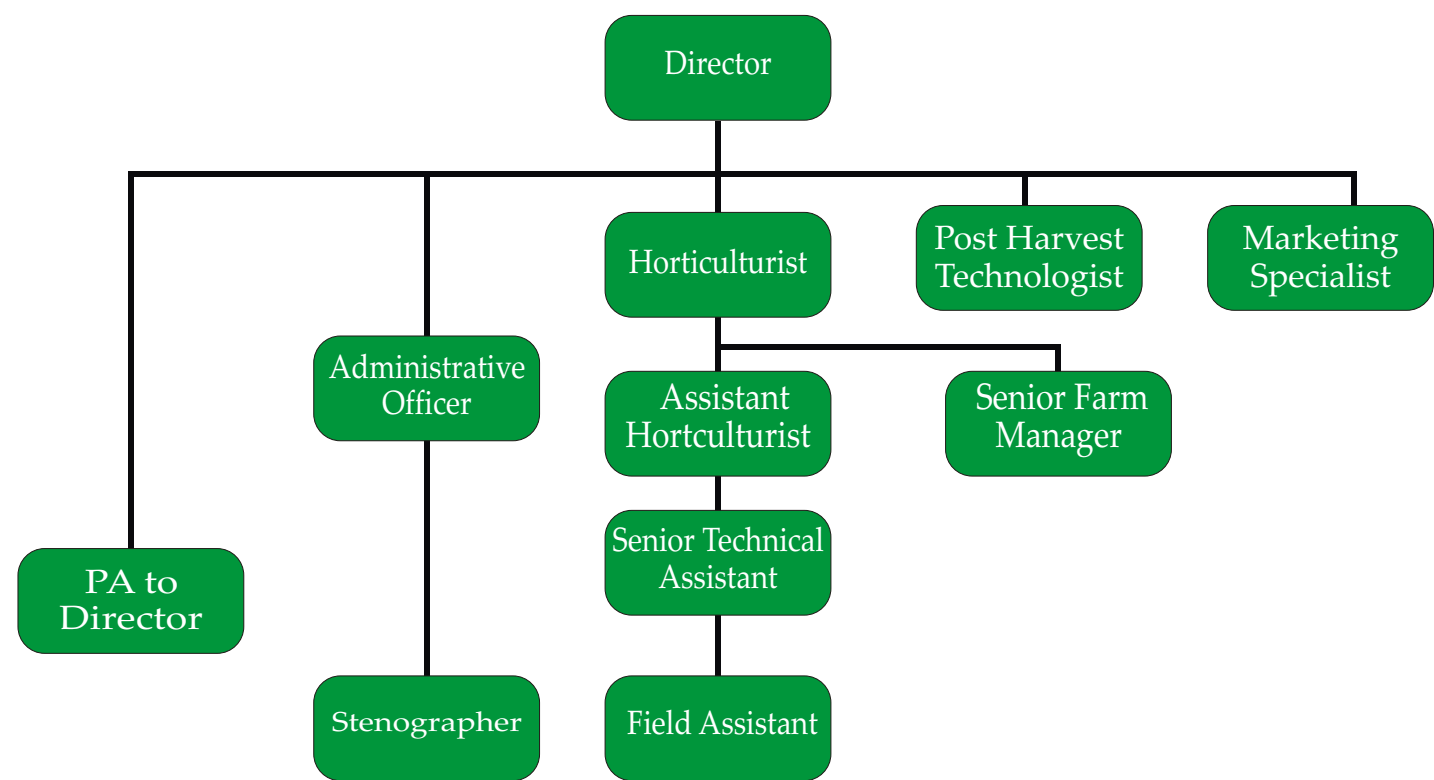 Director
Horticulturist
Post Harvest
Technologist
Marketing
Specialist
Administrative
Officer
Assistant
Hortculturist
Senior Farm
Manager
Senior Technical
Assistant
PA to
Director
Stenographer
Field Assistant